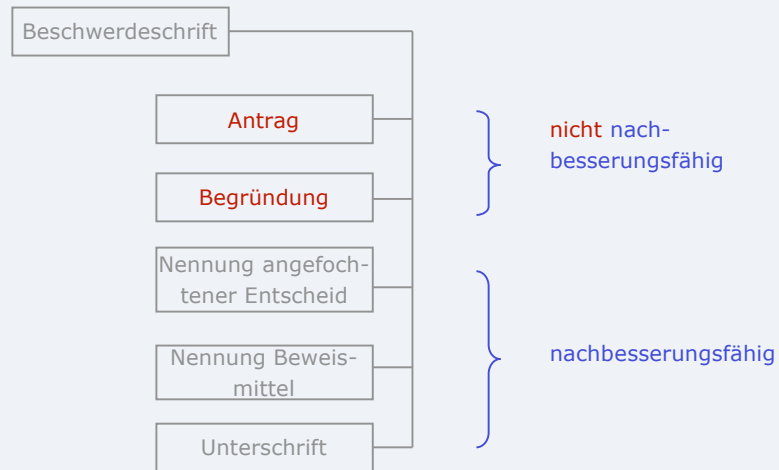 Beschwerdeschrift
Antrag
Begründung
nicht nach-
besserungsfähig
Nennung angefoch-
tener Entscheid
Nennung Beweis-
mittel
Unterschrift
nachbesserungsfähig